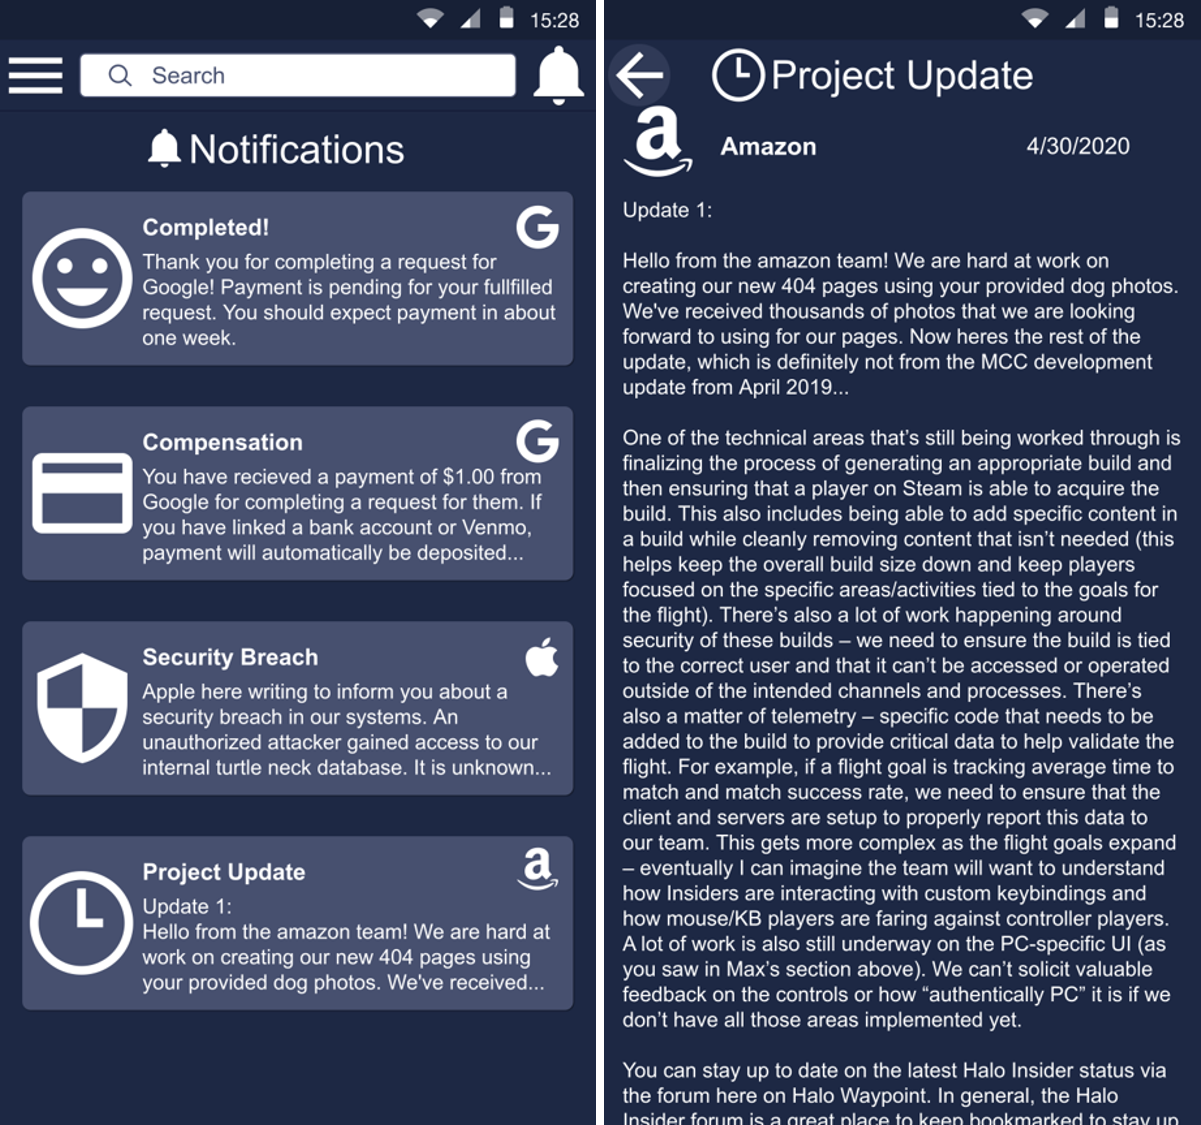 15:28
Search
Notifications
Completed!
Thank you for completing a request for
Google! Payment is pending for your fullfilled
request. You should expect payment in about
one week.
Compensation
You have recieved a payment of $1.00 from
Google for completing a request for them. If
you have linked a bank account or Venmo,
payment will automatically be deposited...
Security Breach
Apple here writing to inform you about a
security breach in our systems. An
unauthorized attacker gained access to our
internal turtle neck database. It is unknown...
Project Update
Update 1:
Hello from the amazon team! We are hard at
work on creating our new 404 pages using
your provided dog photos. We've received...
15:28
Project Update
Amazon 4/30/2020
Update 1:
Hello from the amazon team! We are hard at work on
creating our new 404 pages using your provided dog photos.
We've received thousands of photos that we are looking
forward to using for our pages. Now heres the rest of the
update, which is definitely not from the MCC development
update from April 2019...
One of the technical areas that’s still being worked through is
finalizing the process of generating an appropriate build and
then ensuring that a player on Steam is able to acquire the
build. This also includes being able to add specific content in
a build while cleanly removing content that isn’t needed (this
helps keep the overall build size down and keep players
focused on the specific areas/activities tied to the goals for
the flight). There’s also a lot of work happening around
security of these builds – we need to ensure the build is tied
to the correct user and that it can’t be accessed or operated
outside of the intended channels and processes. There’s
also a matter of telemetry – specific code that needs to be
added to the build to provide critical data to help validate the
flight. For example, if a flight goal is tracking average time to
match and match success rate, we need to ensure that the
client and servers are setup to properly report this data to
our team. This gets more complex as the flight goals expand
– eventually I can imagine the team will want to understand
how Insiders are interacting with custom keybindings and
how mouse/KB players are faring against controller players.
A lot of work is also still underway on the PC-specific UI (as
you saw in Max’s section above). We can’t solicit valuable
feedback on the controls or how “authentically PC” it is if we
don’t have all those areas implemented yet.
You can stay up to date on the latest Halo Insider status via
the forum here on Halo Waypoint. In general, the Halo
Insider forum is a great place to keep bookmarked to stay up